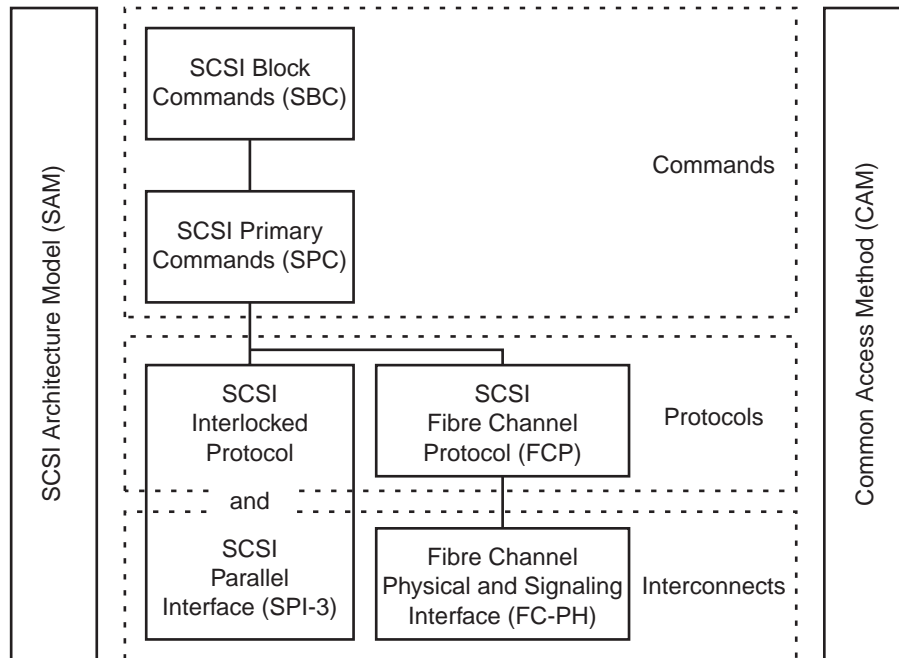 SCSI Architecture Model (SAM)
SCSI Block
Commands (SBC)
SCSI Primary
Commands (SPC)
Commands
SCSI
Interlocked
Protocol
SCSI
Fibre Channel
Protocol (FCP)
Protocols
and
SCSI
Parallel
Interface (SPI-3)
Fibre Channel
Physical and Signaling
Interface (FC-PH)
Interconnects
Common Access Method (CAM)